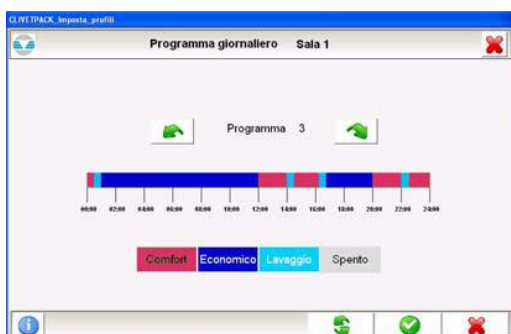 CLIVETPACK_Imposta_profili
Programma giornaliero Sala 1
Programma 3
00:00 02:00 04:00 06:00 08:00 10:00 12:00 14:00 16:00 18:00 20:00 22:00 24:00
Comfort Economico Lavaggio Spento